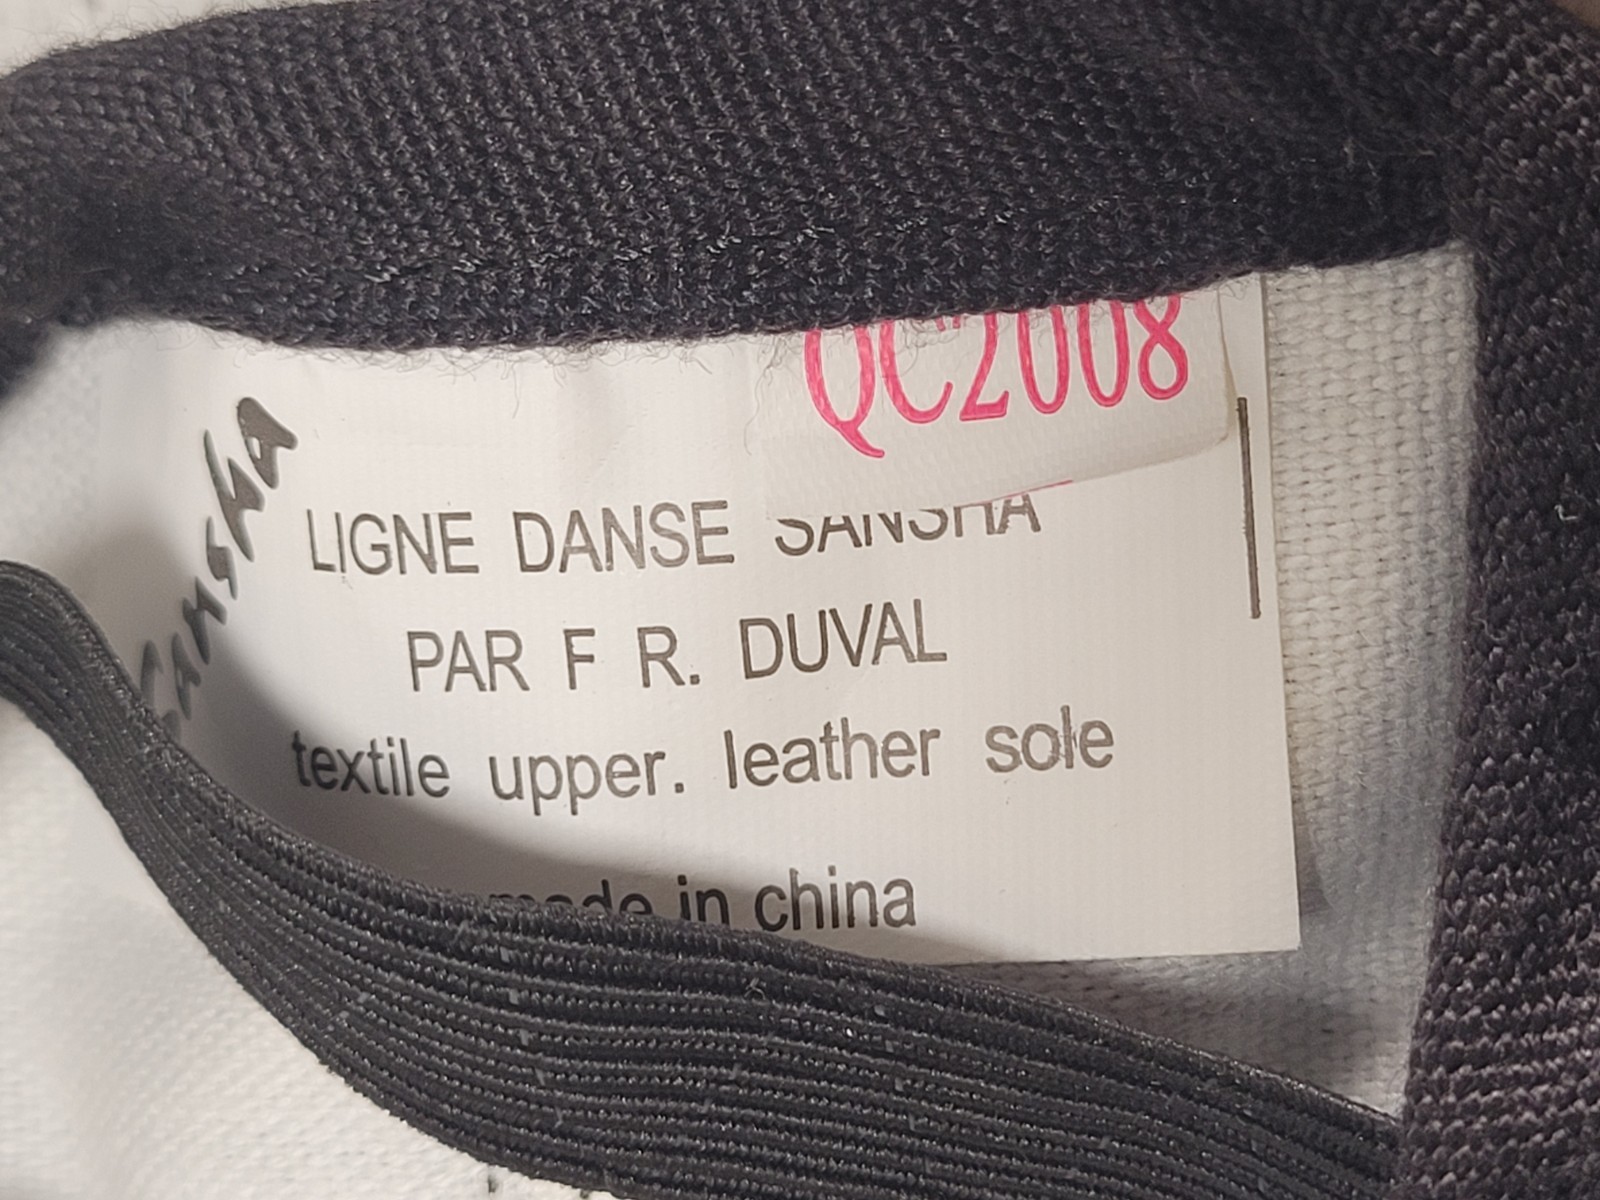 QC2008
Sansha
LIGNE DANSE SANSHA
PAR F R. DUVAL
textile upper. leather sole
made in china